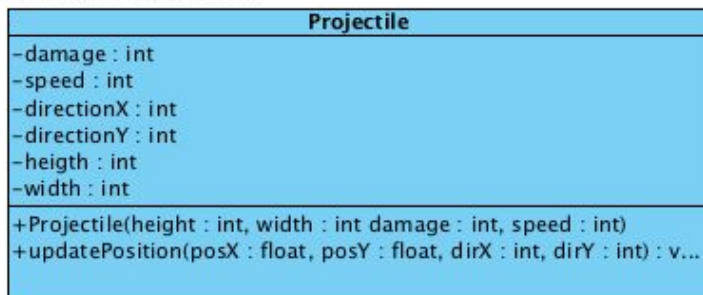 Projectile
-damage : int
-speed : int
-directionX : int
-directionY : int
-heigth : int
-width : int
+Projectile(height : int, width : int damage : int, speed : int)
+updatePosition(posX : float, posY : float, dirX : int, dirY : int) : v...